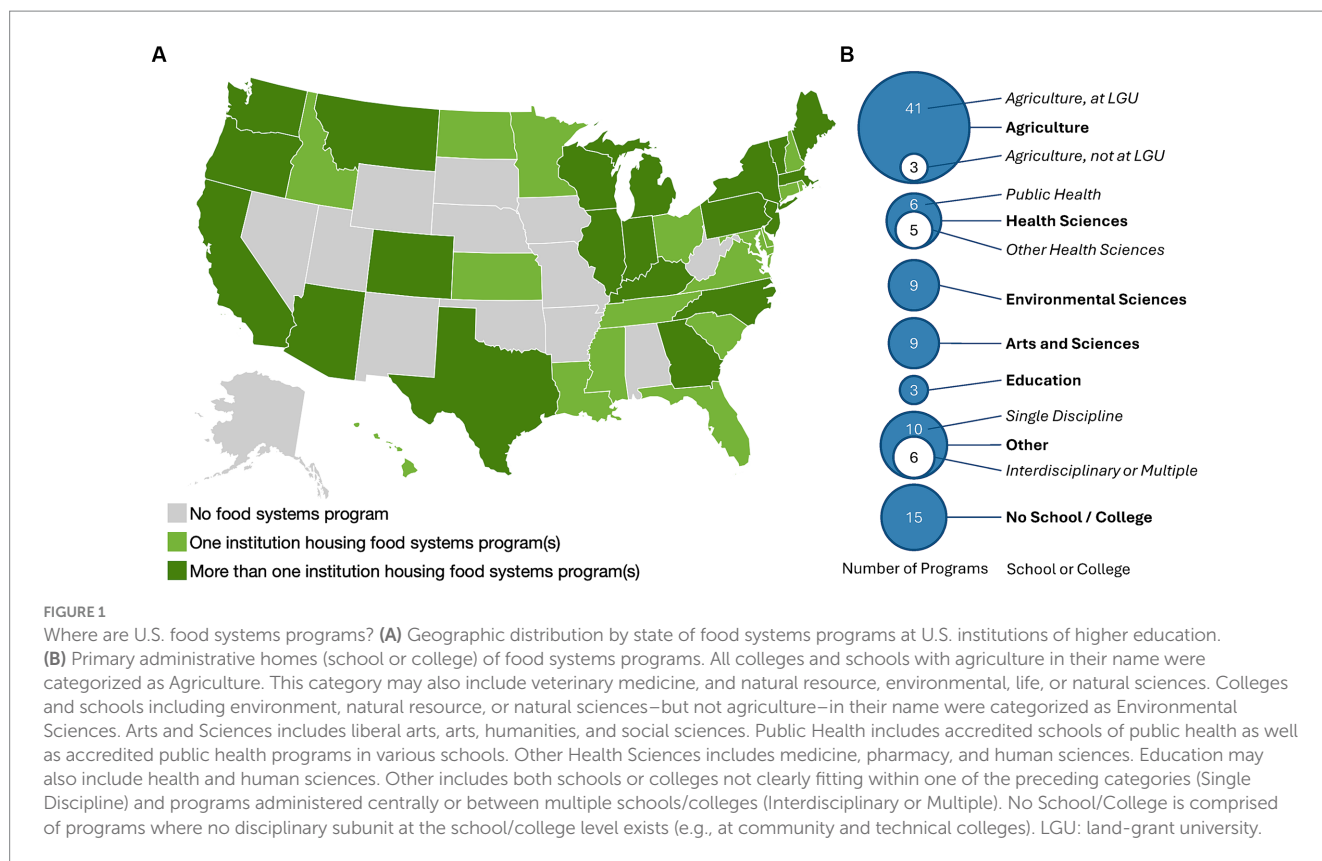 A
B
41
Agriculture, at LGU
Agriculture
3
Agriculture, not at LGU
6
Public Health
Health Sciences
5
Other Health Sciences
9
Environmental Sciences
9
Arts and Sciences
3
Education
Single Discipline
10
Other
6
Interdisciplinary or Multiple
15
No School / College
Number of Programs
School or College
No food systems program
One institution housing food systems program(s)
More than one institution housing food systems program(s)
FIGURE 1
Where are U.S. food systems programs? (A) Geographic distribution by state of food systems programs at U.S. institutions of higher education.
(B) Primary administrative homes (school or college) of food systems programs. All colleges and schools with agriculture in their name were
categorized as Agriculture. This category may also include veterinary medicine, and natural resource, environmental, life, or natural sciences. Colleges
and schools including environment, natural resource, or natural sciences–but not agriculture–in their name were categorized as Environmental
Sciences. Arts and Sciences includes liberal arts, arts, humanities, and social sciences. Public Health includes accredited schools of public health as well
as accredited public health programs in various schools. Other Health Sciences includes medicine, pharmacy, and human sciences. Education may
also include health and human sciences. Other includes both schools or colleges not clearly fitting within one of the preceding categories (Single
Discipline) and programs administered centrally or between multiple schools/colleges (Interdisciplinary or Multiple). No School/College is comprised
of programs where no disciplinary subunit at the school/college level exists (e.g., at community and technical colleges). LGU: land-grant university.